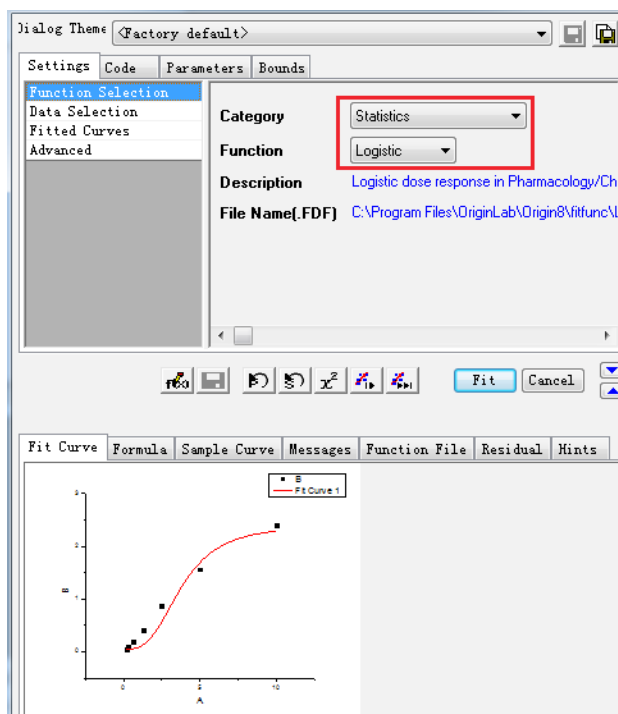 Dialog Theme <Factory default>
Settings Code Parameters Bounds
Function Selection
Data Selection
Fitted Curves
Advanced
Category Statistics
Function Logistic
Description Logistic dose response in Pharmacology/Ch
File Name(.FDF) C:\Program Files\OriginLab\Origin8\fitfunc\L
χ²
Fit Cancel
Fit Curve Formula Sample Curve Messages Function File Residual Hints
B
Fit Curve 1
3
2
1
0
B
0 5 10
A